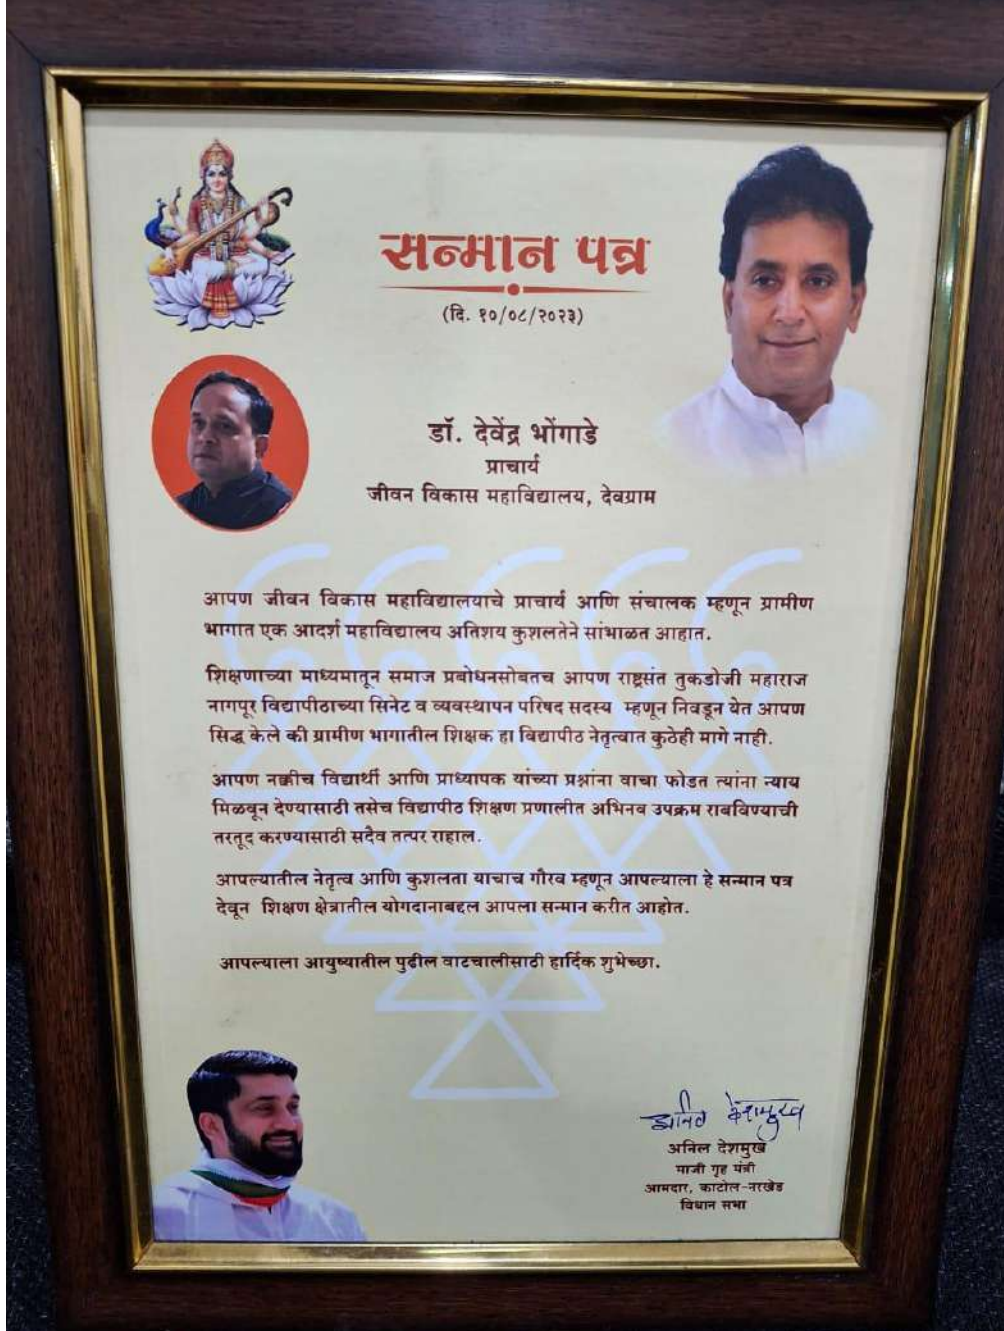 सन्मान पत्र
(दि. १०/०८/२०२३)
डॉ. देवेंद्र भोंगाडे
प्राचार्य
जीवन विकास महाविद्यालय, देवग्राम
आपण जीवन विकास महाविद्यालयाचे प्राचार्य आणि संचालक म्हणून ग्रामीण
भागात एक आदर्श महाविद्यालय अतिशय कुशलतेने सांभाळत आहात.
शिक्षणाच्या माध्यमातून समाज प्रबोधनसोबतच आपण राष्ट्रसंत तुकडोजी महाराज
नागपूर विद्यापीठाच्या सिनेट व व्यवस्थापन परिषद सदस्य म्हणून निवडून येत आपण
सिद्ध केले की ग्रामीण भागातील शिक्षक हा विद्यापीठ नेतृत्वात कुठेही मागे नाही.
आपण नक्कीच विद्यार्थी आणि प्राध्यापक यांच्या प्रश्नांना वाचा फोडत त्यांना न्याय
मिळवून देण्यासाठी तसेच विद्यापीठ शिक्षण प्रणालीत अभिनव उपक्रम राबविण्याची
तरतूद करण्यासाठी सदैव तत्पर राहाल.
आपल्यातील नेतृत्व आणि कुशलता याचाच गौरव म्हणून आपल्याला हे सन्मान पत्र
देवून शिक्षण क्षेत्रातील योगदानाबद्दल आपला सन्मान करीत आहोत.
आपल्याला आयुष्यातील पुढील वाटचालीसाठी हार्दिक शुभेच्छा.
अनिल देशमुख
अनिल देशमुख
माजी गृह मंत्री
आमदार, काटोल-नरखेड
विधान सभा